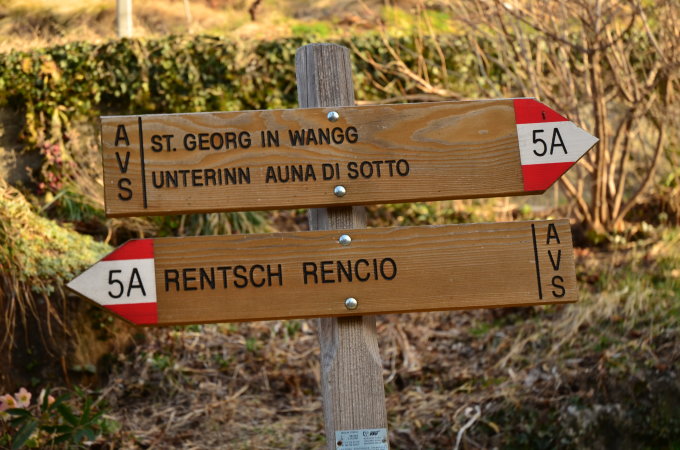 AVS
ST. GEORG IN WANGG
UNTERINN AUNA DI SOTTO
5A
5A
RENTSCH RENCIO
AVS